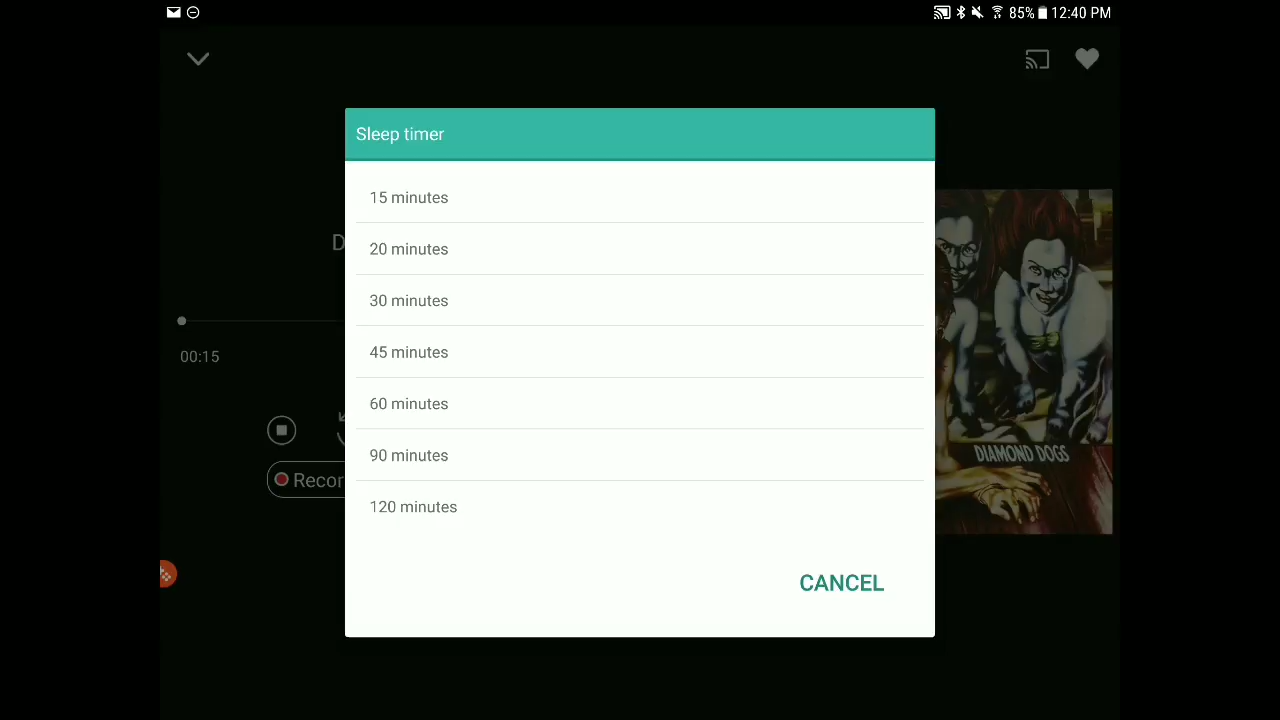 85% 12:40 PM
Sleep timer
15 minutes
20 minutes
30 minutes
45 minutes
60 minutes
90 minutes
120 minutes
CANCEL
D
00:15
Recor
DIAMOND DOGS